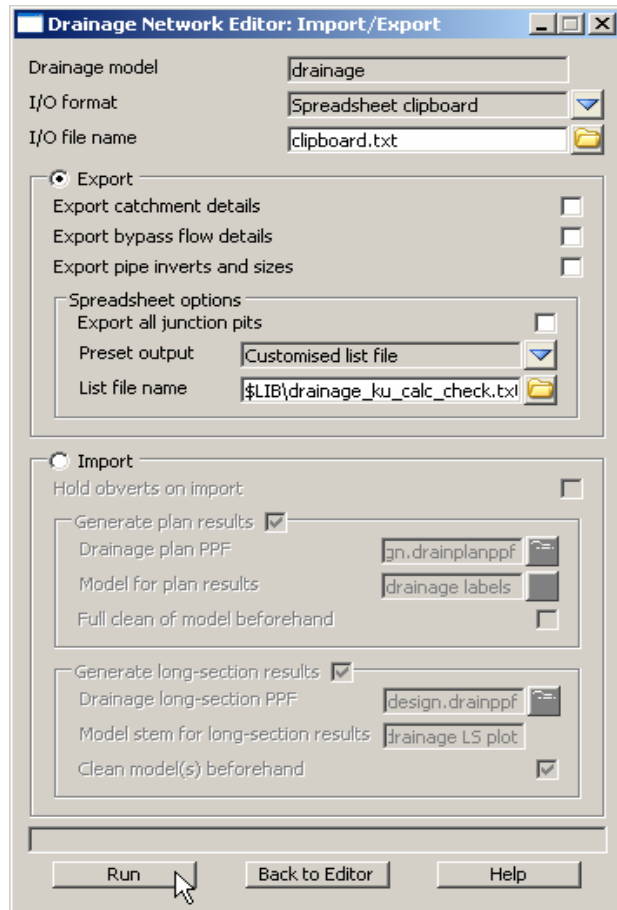 Drainage Network Editor: Import/Export
Drainage model drainage
I/O format Spreadsheet clipboard
I/O file name clipboard.txt
Export
Export catchment details
Export bypass flow details
Export pipe inverts and sizes
Spreadsheet options
Export all junction pits
Preset output Customised list file
List file name $LIB\drainage_ku_calc_check.txt
Import
Hold obverts on import
Generate plan results
Drainage plan PPF gn.drainplanppf
Model for plan results drainage labels
Full clean of model beforehand
Generate long-section results
Drainage long-section PPF design.drainppf
Model stem for long-section results drainage LS plot
Clean model(s) beforehand
Run Back to Editor Help